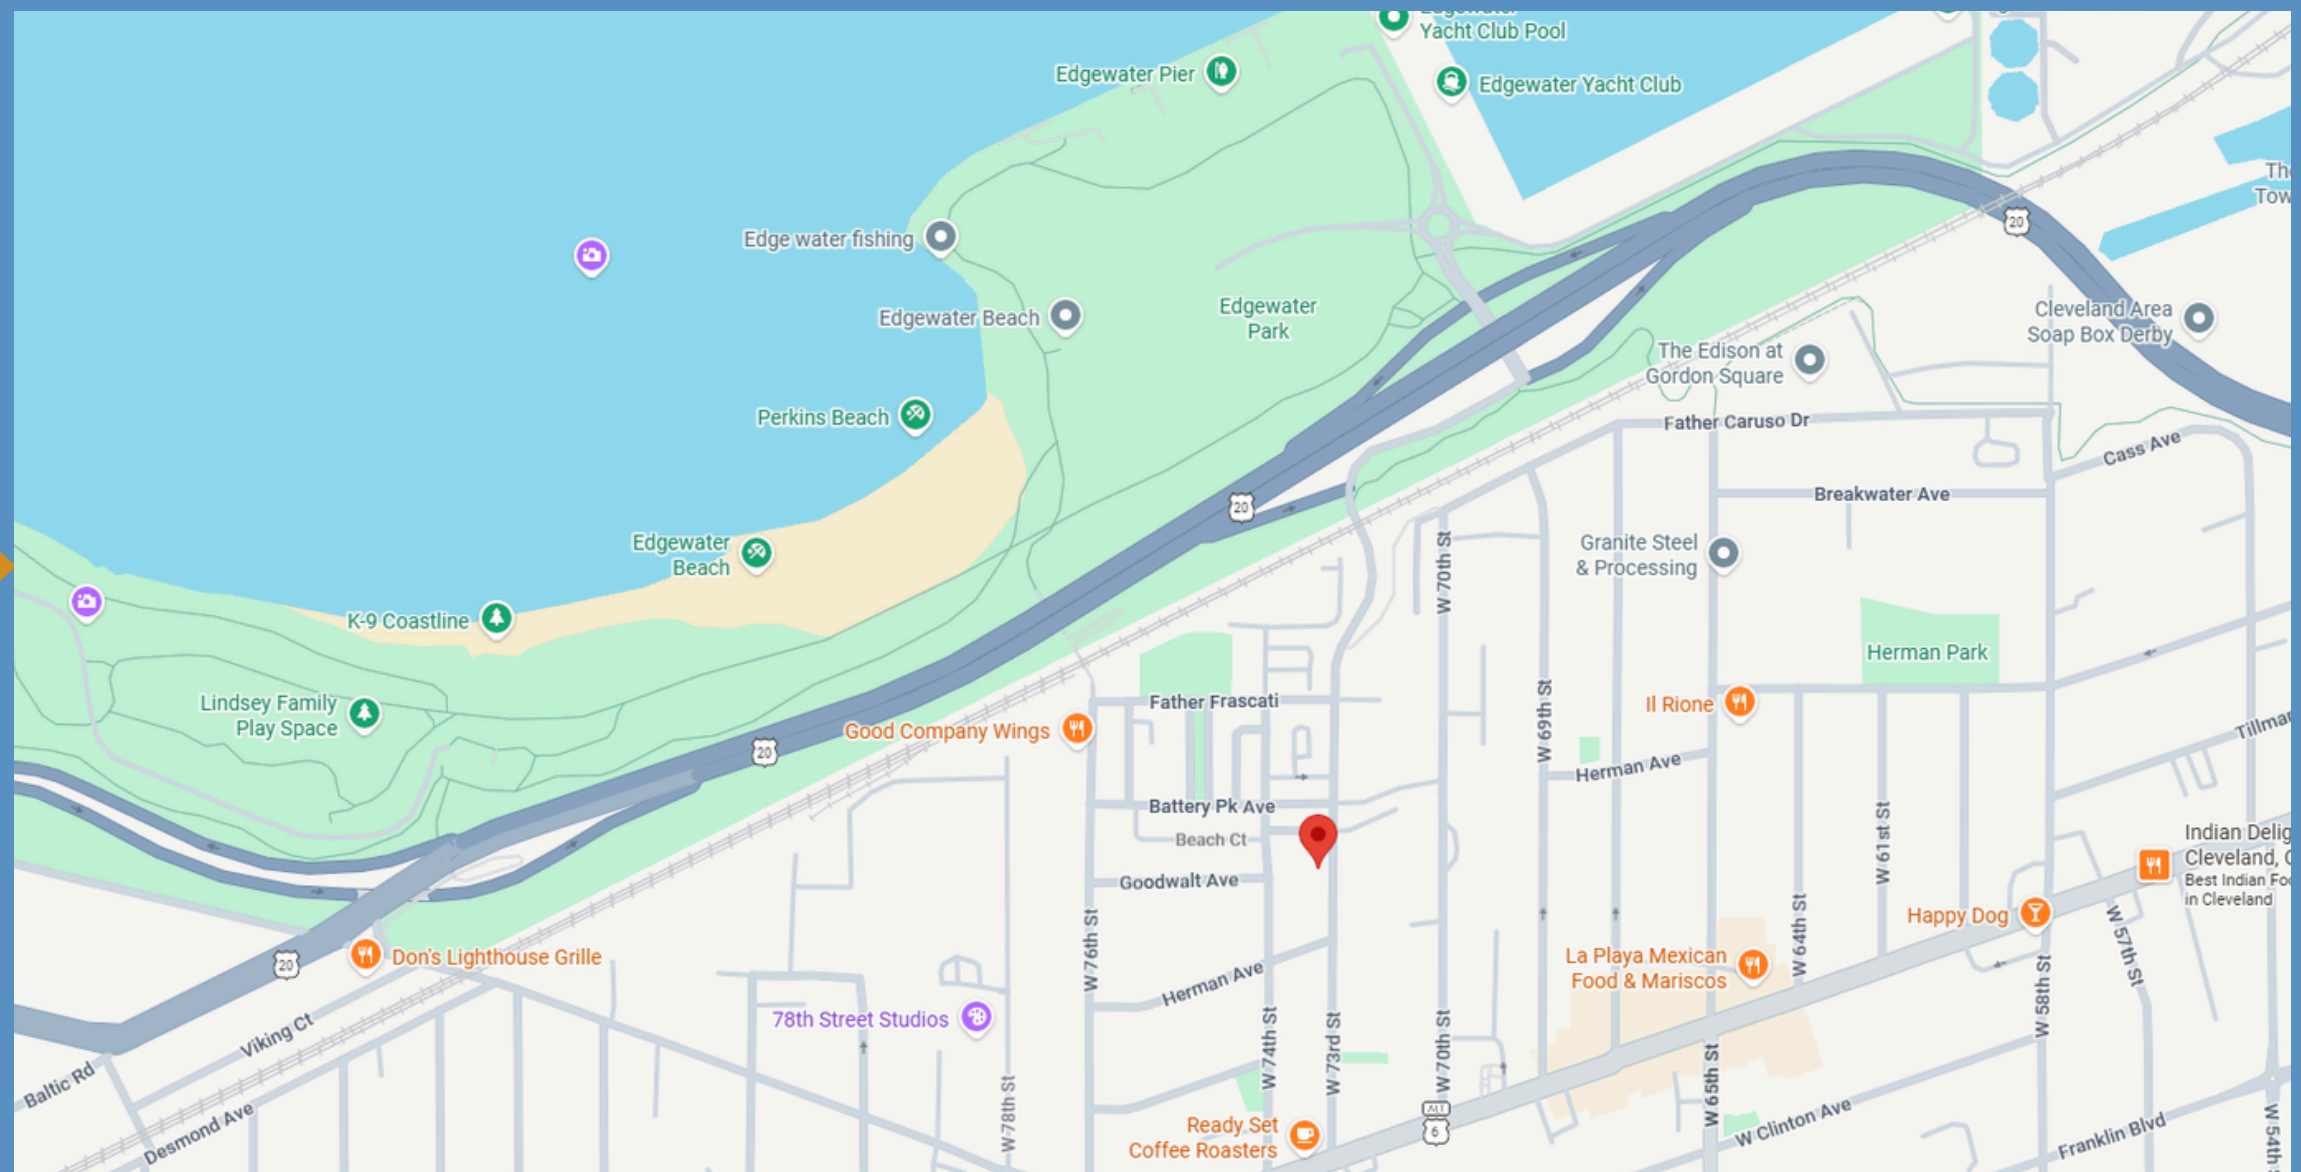 Yacht Club Pool
Edgewater Pier
Edgewater Yacht Club
The
Tow
20
Edge water fishing
Edgewater Beach
Edgewater
Park
Cleveland Area
Soap Box Derby
The Edison at
Gordon Square
Perkins Beach
Father Caruso Dr
Cass Ave
20
Breakwater Ave
Edgewater
Beach
W 70th St
Granite Steel
& Processing
K-9 Coastline
Herman Park
Lindsey Family
Play Space
Father Frascati
W 69th St
Il Rione
Good Company Wings
20
Tillman
Herman Ave
Battery Pk Ave
Beach Ct
W 61st St
Indian Delig
Cleveland, O
Best Indian Foo
in Cleveland
Goodwalt Ave
Happy Dog
W 76th St
W 64th St
W 57th St
20
Don's Lighthouse Grille
La Playa Mexican
Food & Mariscos
Herman Ave
W 58th St
78th Street Studios
Viking Ct
W 74th St
W 73rd St
W 70th St
W 65th St
Baltic Rd
Desmond Ave
W 78th St
ALT
6
Ready Set
Coffee Roasters
W Clinton Ave
Franklin Blvd
W 54th S